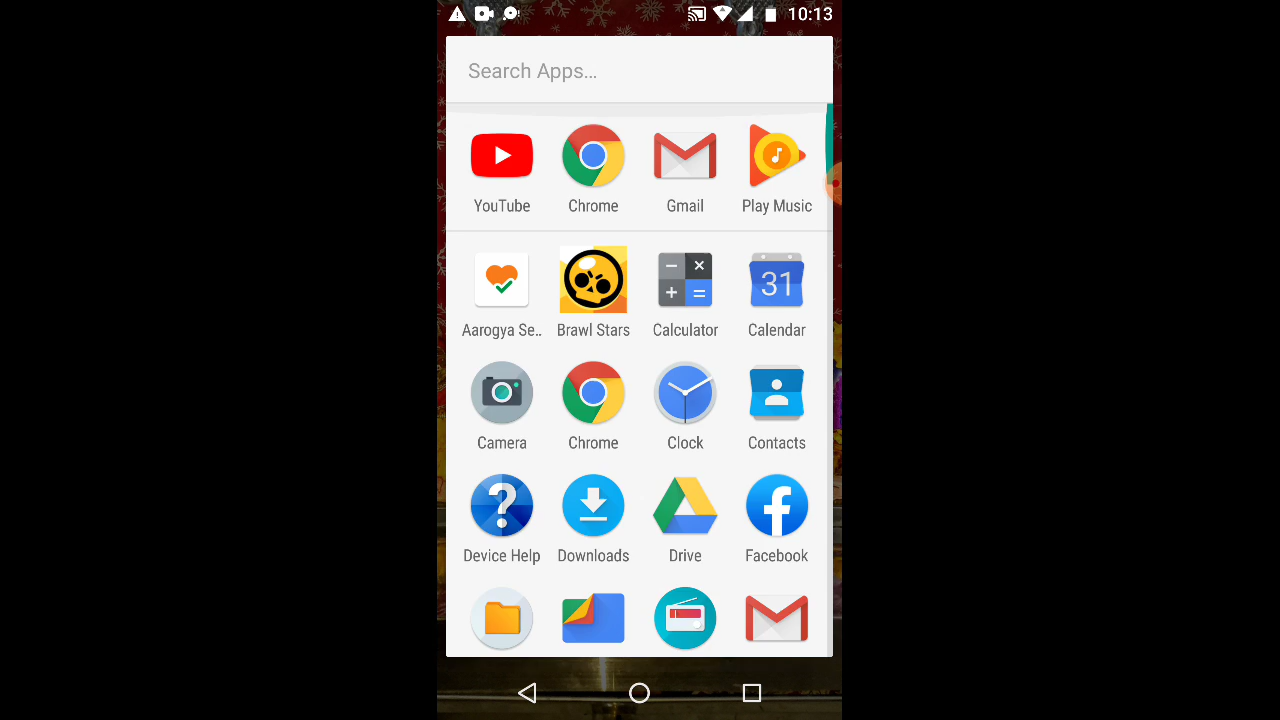 10:13
Search Apps...
YouTube Chrome Gmail Play Music
Aarogya Se.. Brawl Stars Calculator Calendar
31
Camera Chrome Clock Contacts
Device Help Downloads Drive Facebook